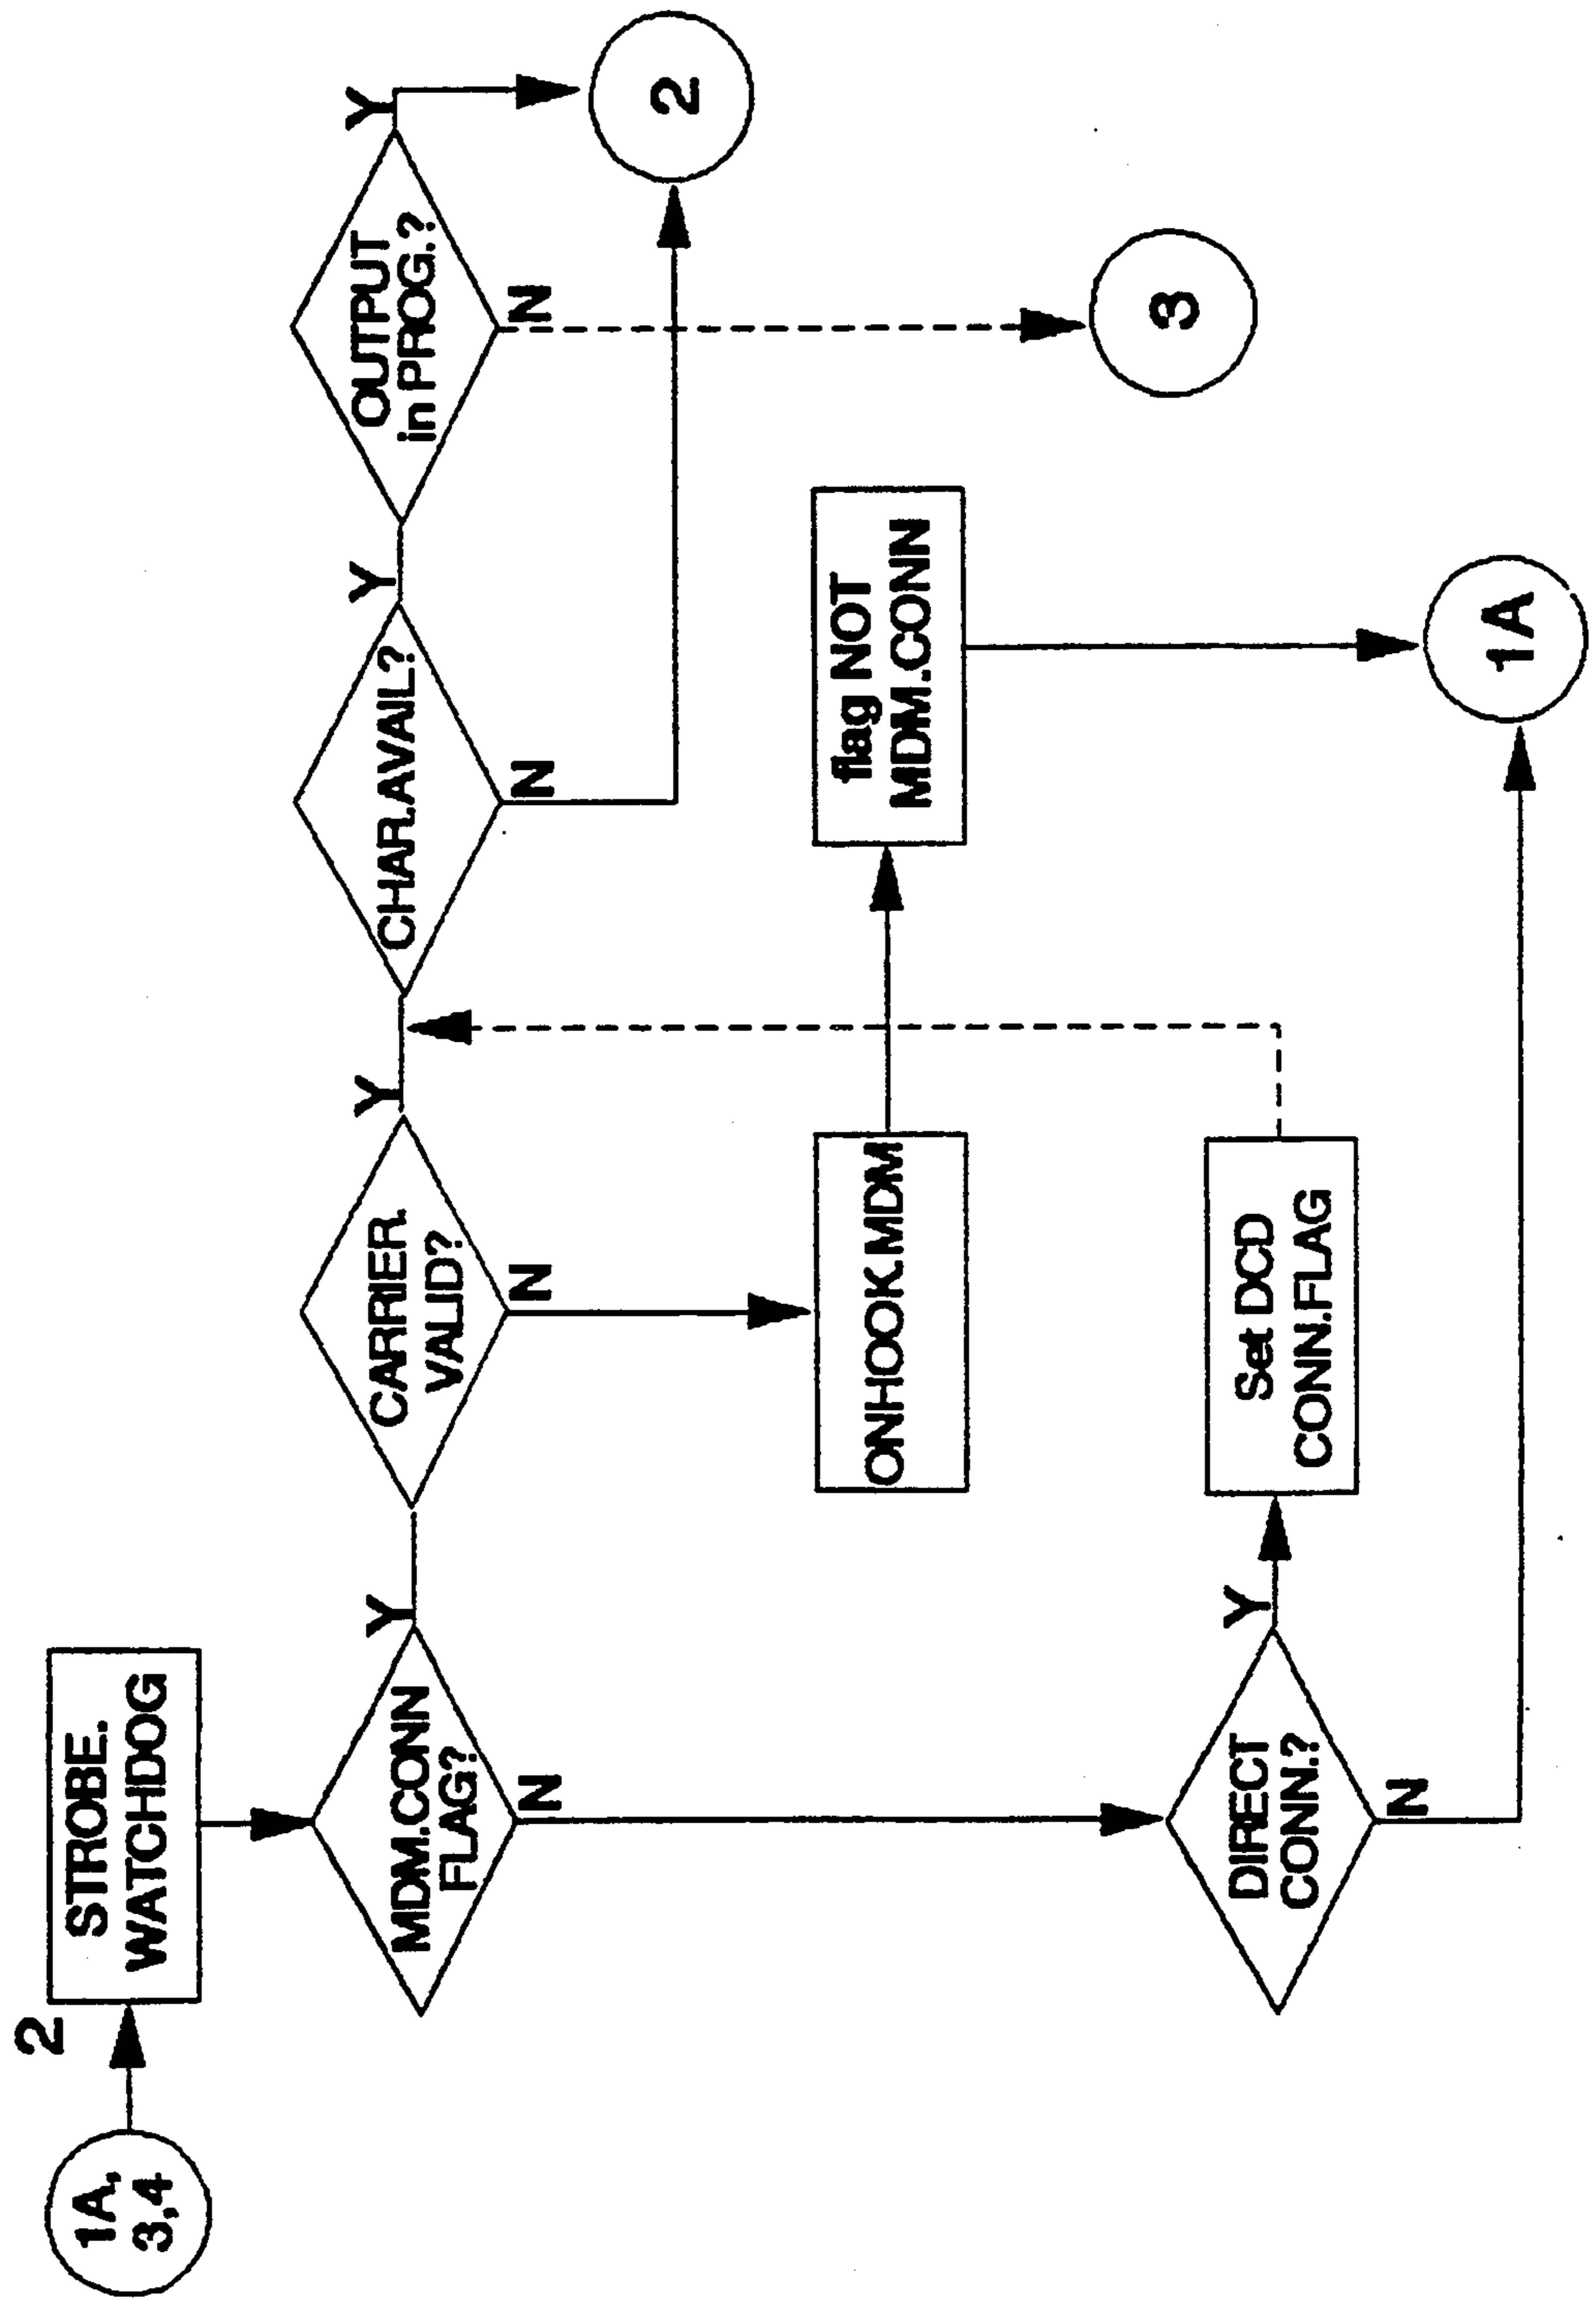 1A,
3,4
2
STROBE.
WATCHDOG
MDM.CONN
FLAG?
Y
N
CARRIER.
VALID?
Y
N
CHAR.AVAIL?
Y
N
OUTPUT
in PROG.?
Y
N
2
ONHOOK.MDM
flag NOT
MDM.CONN
3
DIRECT
CONN.?
Y
N
Set DCD
CONN.FLAG
1A